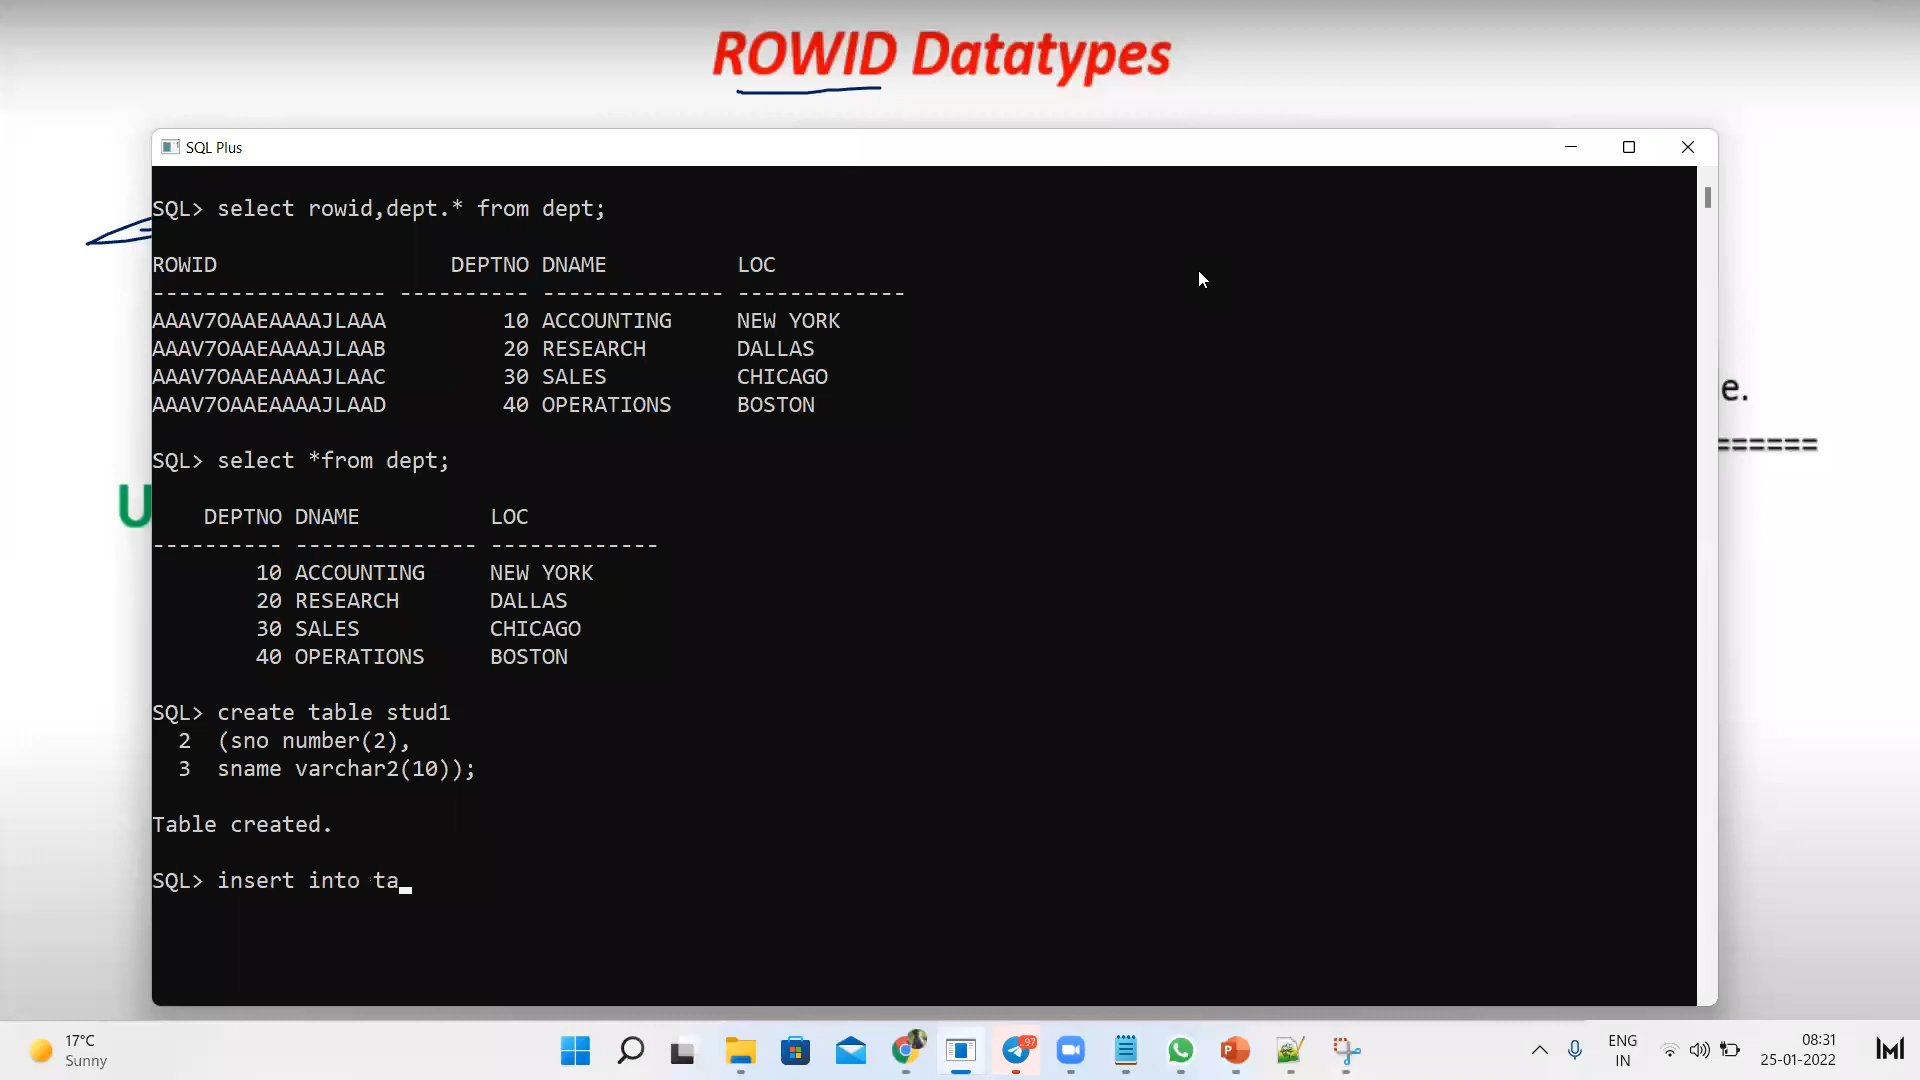 ROWID Datatypes
SQL Plus
SQL> select rowid,dept.* from dept;
ROWID DEPTNO DNAME LOC
------------------ ---------- -------------- -------------
AAAV7OAAEAAAAJLAAA 10 ACCOUNTING NEW YORK
AAAV7OAAEAAAAJLAAB 20 RESEARCH DALLAS
AAAV7OAAEAAAAJLAAC 30 SALES CHICAGO
AAAV7OAAEAAAAJLAAD 40 OPERATIONS BOSTON
e.
======
SQL> select *from dept;
U
DEPTNO DNAME LOC
---------- -------------- -------------
10 ACCOUNTING NEW YORK
20 RESEARCH DALLAS
30 SALES CHICAGO
40 OPERATIONS BOSTON
SQL> create table stud1
2 (sno number(2),
3 sname varchar2(10));
Table created.
SQL> insert into ta_
17°C
Sunny
97
ENG
IN
08:31
25-01-2022